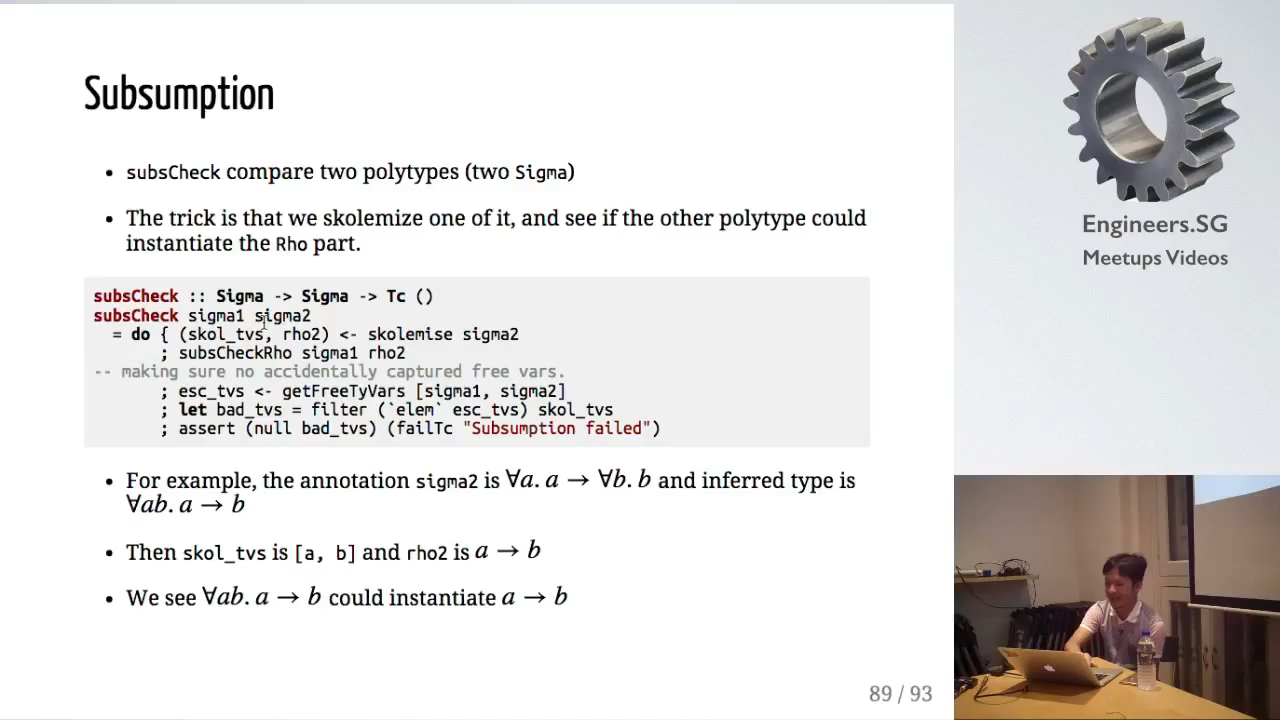 Subsumption
• subsCheck compare two polytypes (two Sigma)
• The trick is that we skolemize one of it, and see if the other polytype could
instantiate the Rho part.
subsCheck :: Sigma -> Sigma -> Tc ()
subsCheck sigma1 sigma2
= do { (skol_tvs, rho2) <- skolemise sigma2
; subsCheckRho sigma1 rho2
-- making sure no accidentally captured free vars.
; esc_tvs <- getFreeTyVars [sigma1, sigma2]
; let bad_tvs = filter (`elem` esc_tvs) skol_tvs
; assert (null bad_tvs) (failTc "Subsumption failed")
• For example, the annotation sigma2 is ∀a. a → ∀b. b and inferred type is
∀ab. a → b
• Then skol_tvs is [a, b] and rho2 is a → b
• We see ∀ab. a → b could instantiate a → b
89 / 93
Engineers.SG
Meetups Videos